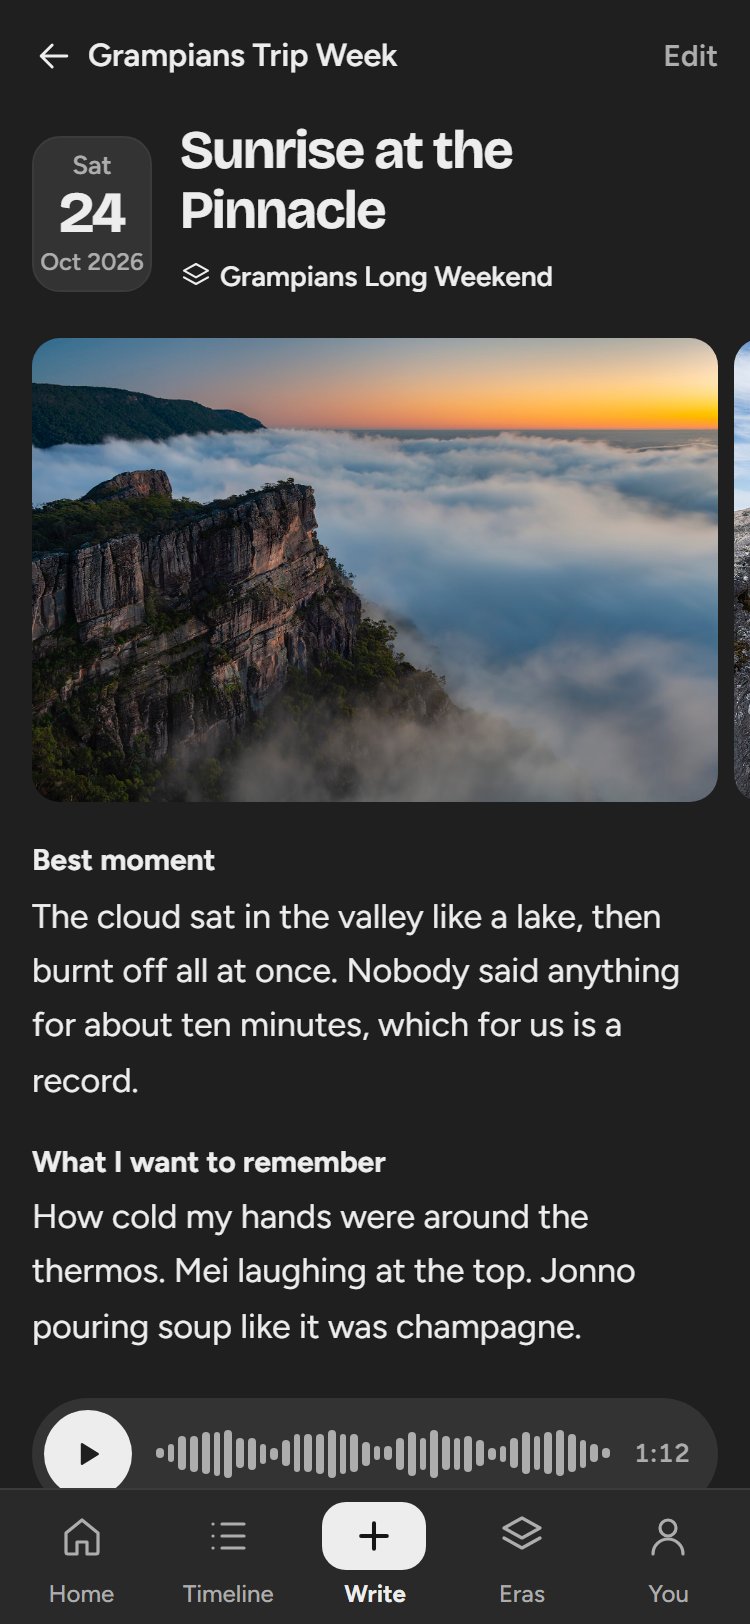 Grampians Trip Week
Edit
Sat
24
Oct 2026
Sunrise at the
Pinnacle
Grampians Long Weekend
Best moment
The cloud sat in the valley like a lake, then
burnt off all at once. Nobody said anything
for about ten minutes, which for us is a
record.
What I want to remember
How cold my hands were around the
thermos. Mei laughing at the top. Jonno
pouring soup like it was champagne.
1:12
Home
Timeline
Write
Eras
You